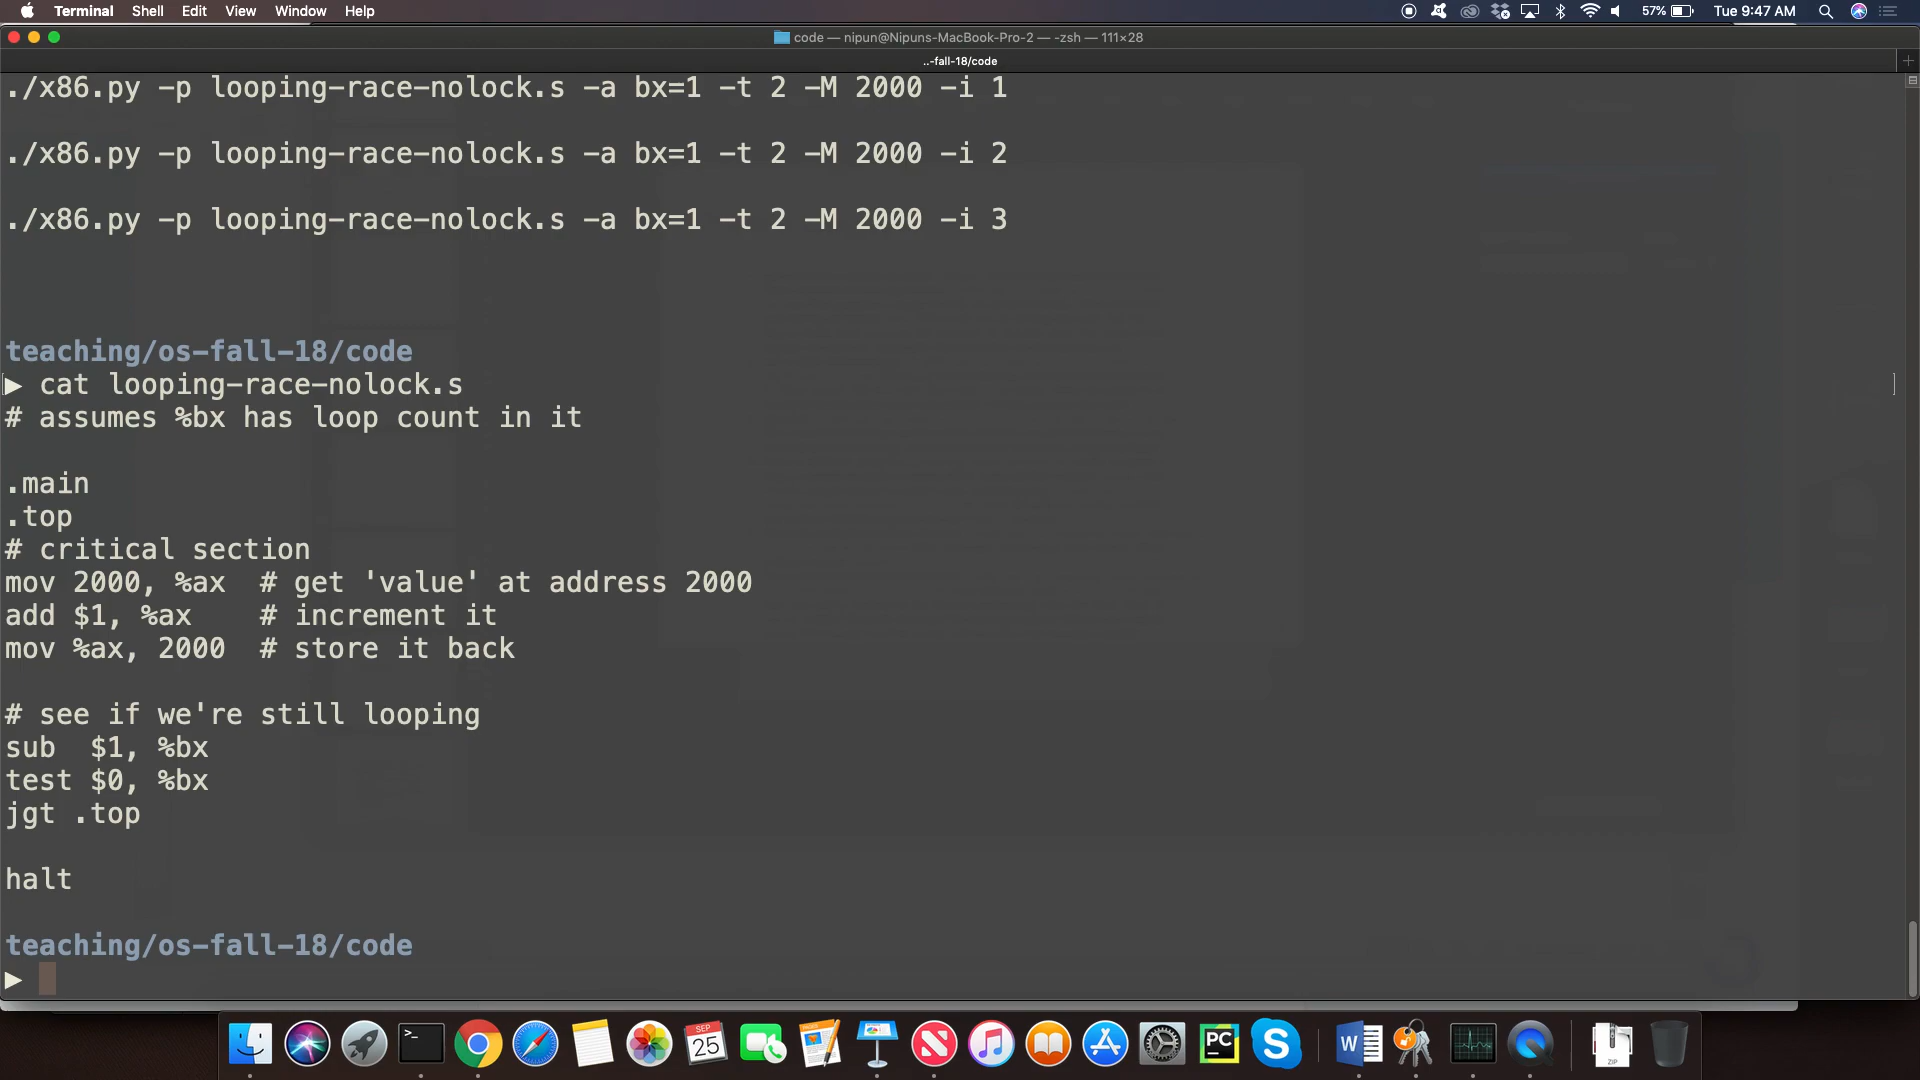 Terminal Shell Edit View Window Help 57% Tue 9:47 AM
code — nipun@Nipuns-MacBook-Pro-2 — -zsh — 111×28
..-fall-18/code
./x86.py -p looping-race-nolock.s -a bx=1 -t 2 -M 2000 -i 1
./x86.py -p looping-race-nolock.s -a bx=1 -t 2 -M 2000 -i 2
./x86.py -p looping-race-nolock.s -a bx=1 -t 2 -M 2000 -i 3
teaching/os-fall-18/code
▶ cat looping-race-nolock.s
# assumes %bx has loop count in it
.main
.top
# critical section
mov 2000, %ax  # get 'value' at address 2000
add $1, %ax    # increment it
mov %ax, 2000  # store it back
# see if we're still looping
sub  $1, %bx
test $0, %bx
jgt .top
halt
teaching/os-fall-18/code
▶
>_
SEP
25
PC
S
W
ZIP